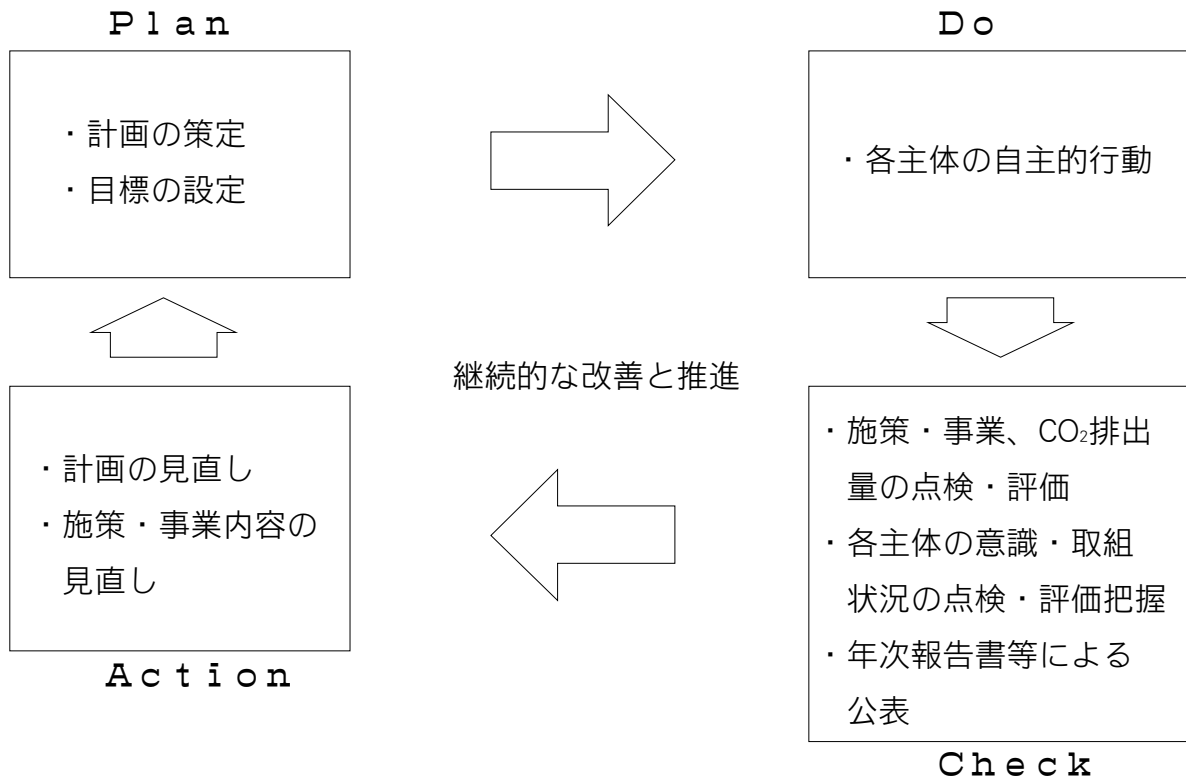 Plan
・計画の策定
・目標の設定
Do
・各主体の自主的行動
継続的な改善と推進
・計画の見直し
・施策・事業内容の
見直し
Action
・施策・事業、CO₂排出
量の点検・評価
・各主体の意識・取組
状況の点検・評価把握
・年次報告書等による
公表
Check